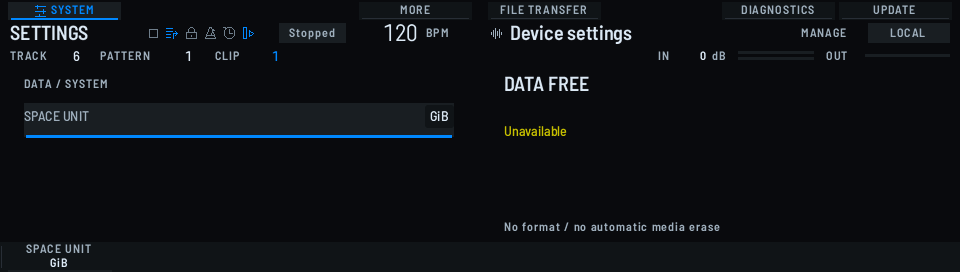 SYSTEM MORE FILE TRANSFER DIAGNOSTICS UPDATE
SETTINGS Stopped 120 BPM Device settings MANAGE LOCAL
TRACK 6 PATTERN 1 CLIP 1 IN 0 dB OUT
DATA / SYSTEM
DATA FREE
SPACE UNIT GiB
Unavailable
No format / no automatic media erase
SPACE UNIT
GiB